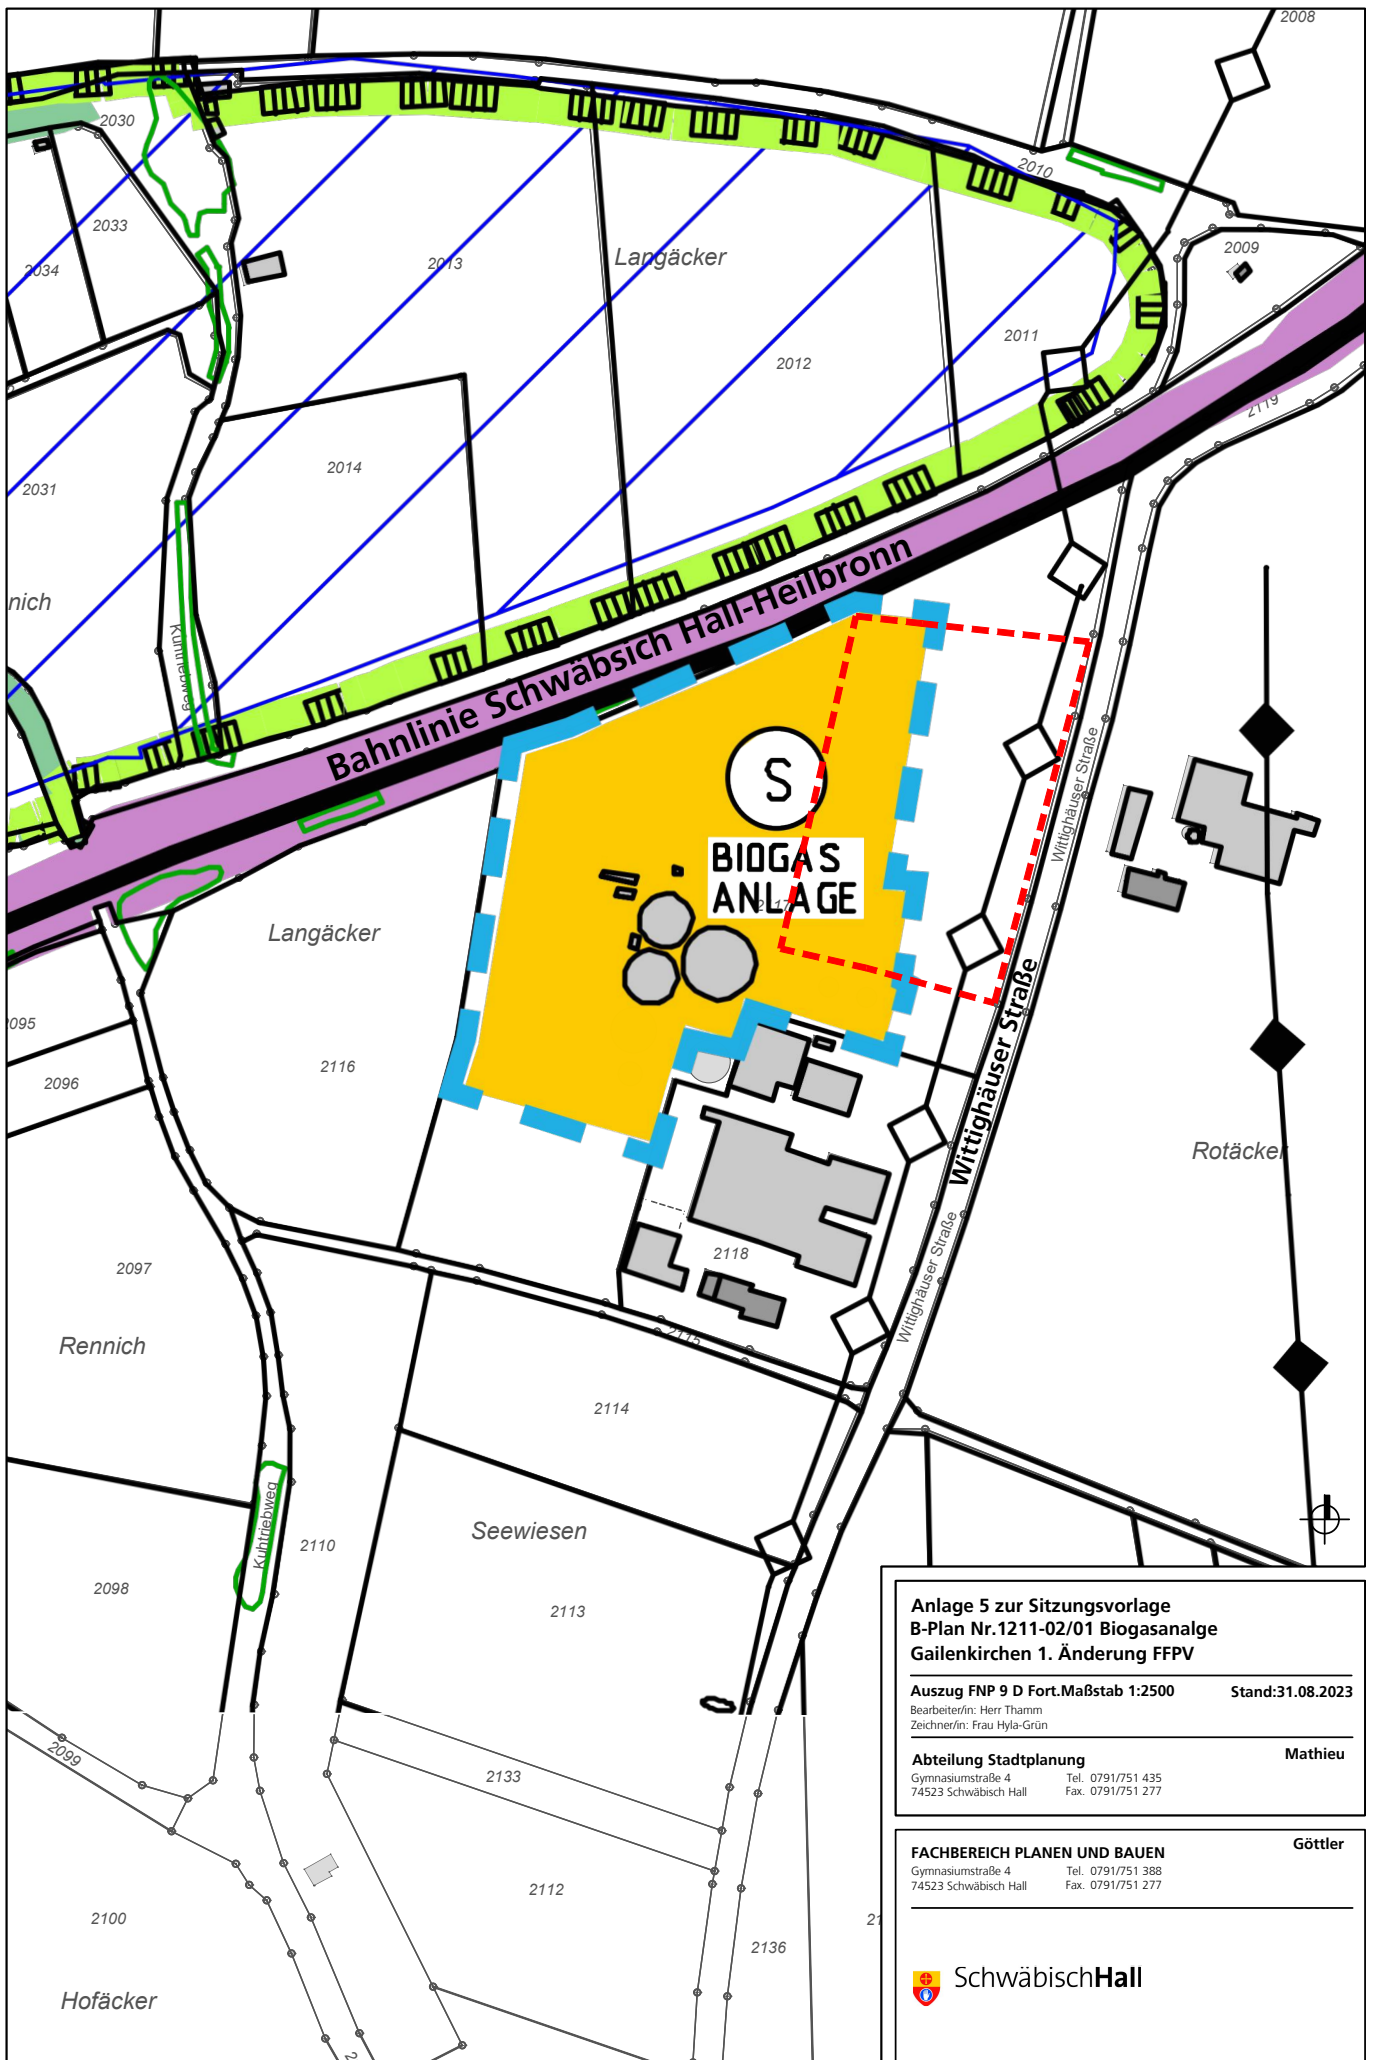 2008
2030
2010
2033
2009
2034
2013
Langäcker
2011
2012
2179
2014
2031
nich
Kuhtriebweg
Bahnlinie Schwäbsich Hall-Heilbronn
S
Wittighäuser Straße
BIOGAS
ANLAGE
Langäcker
2095
2116
2096
Wittighäuser Straße
Rotäcker
2097
2118
Wittighäuser Straße
2115
Rennich
2114
Kuhtriebweg
Seewiesen
2110
2098
2113
2099
2133
2112
2100
2136
Hofäcker
Anlage 5 zur Sitzungsvorlage
B-Plan Nr.1211-02/01 Biogasanalge
Gailenkirchen 1. Änderung FFPV
Auszug FNP 9 D Fort.Maßstab 1:2500 Stand:31.08.2023
Bearbeiter/in: Herr Thamm
Zeichner/in: Frau Hyla-Grün
Mathieu
Abteilung Stadtplanung
Gymnasiumstraße 4 Tel. 0791/751 435
74523 Schwäbisch Hall Fax. 0791/751 277
Göttler
FACHBEREICH PLANEN UND BAUEN
Gymnasiumstraße 4 Tel. 0791/751 388
74523 Schwäbisch Hall Fax. 0791/751 277
SchwäbischHall